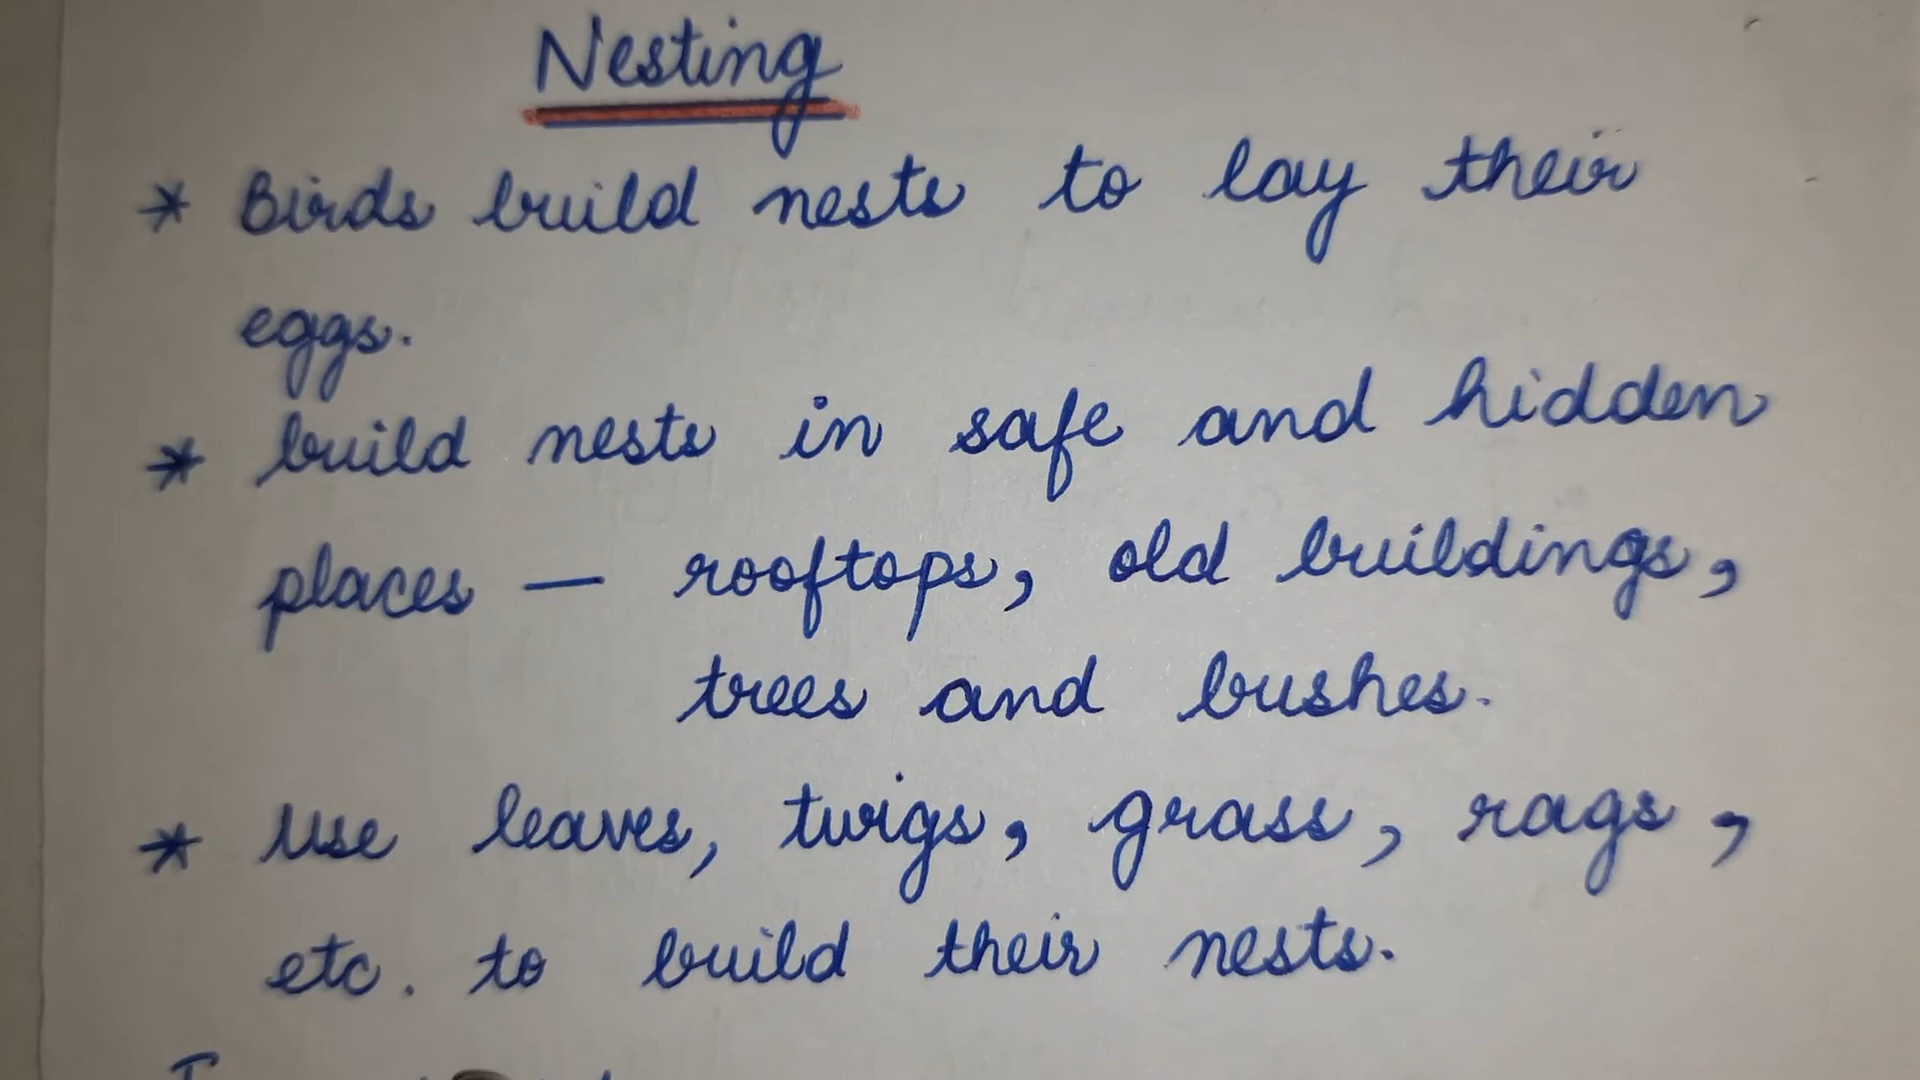 Nesting
* Birds build nests to lay their
eggs.
* build nests in safe and hidden
places — rooftops, old buildings,
trees and bushes.
* Use leaves, twigs, grass, rags,
etc. to build their nests.